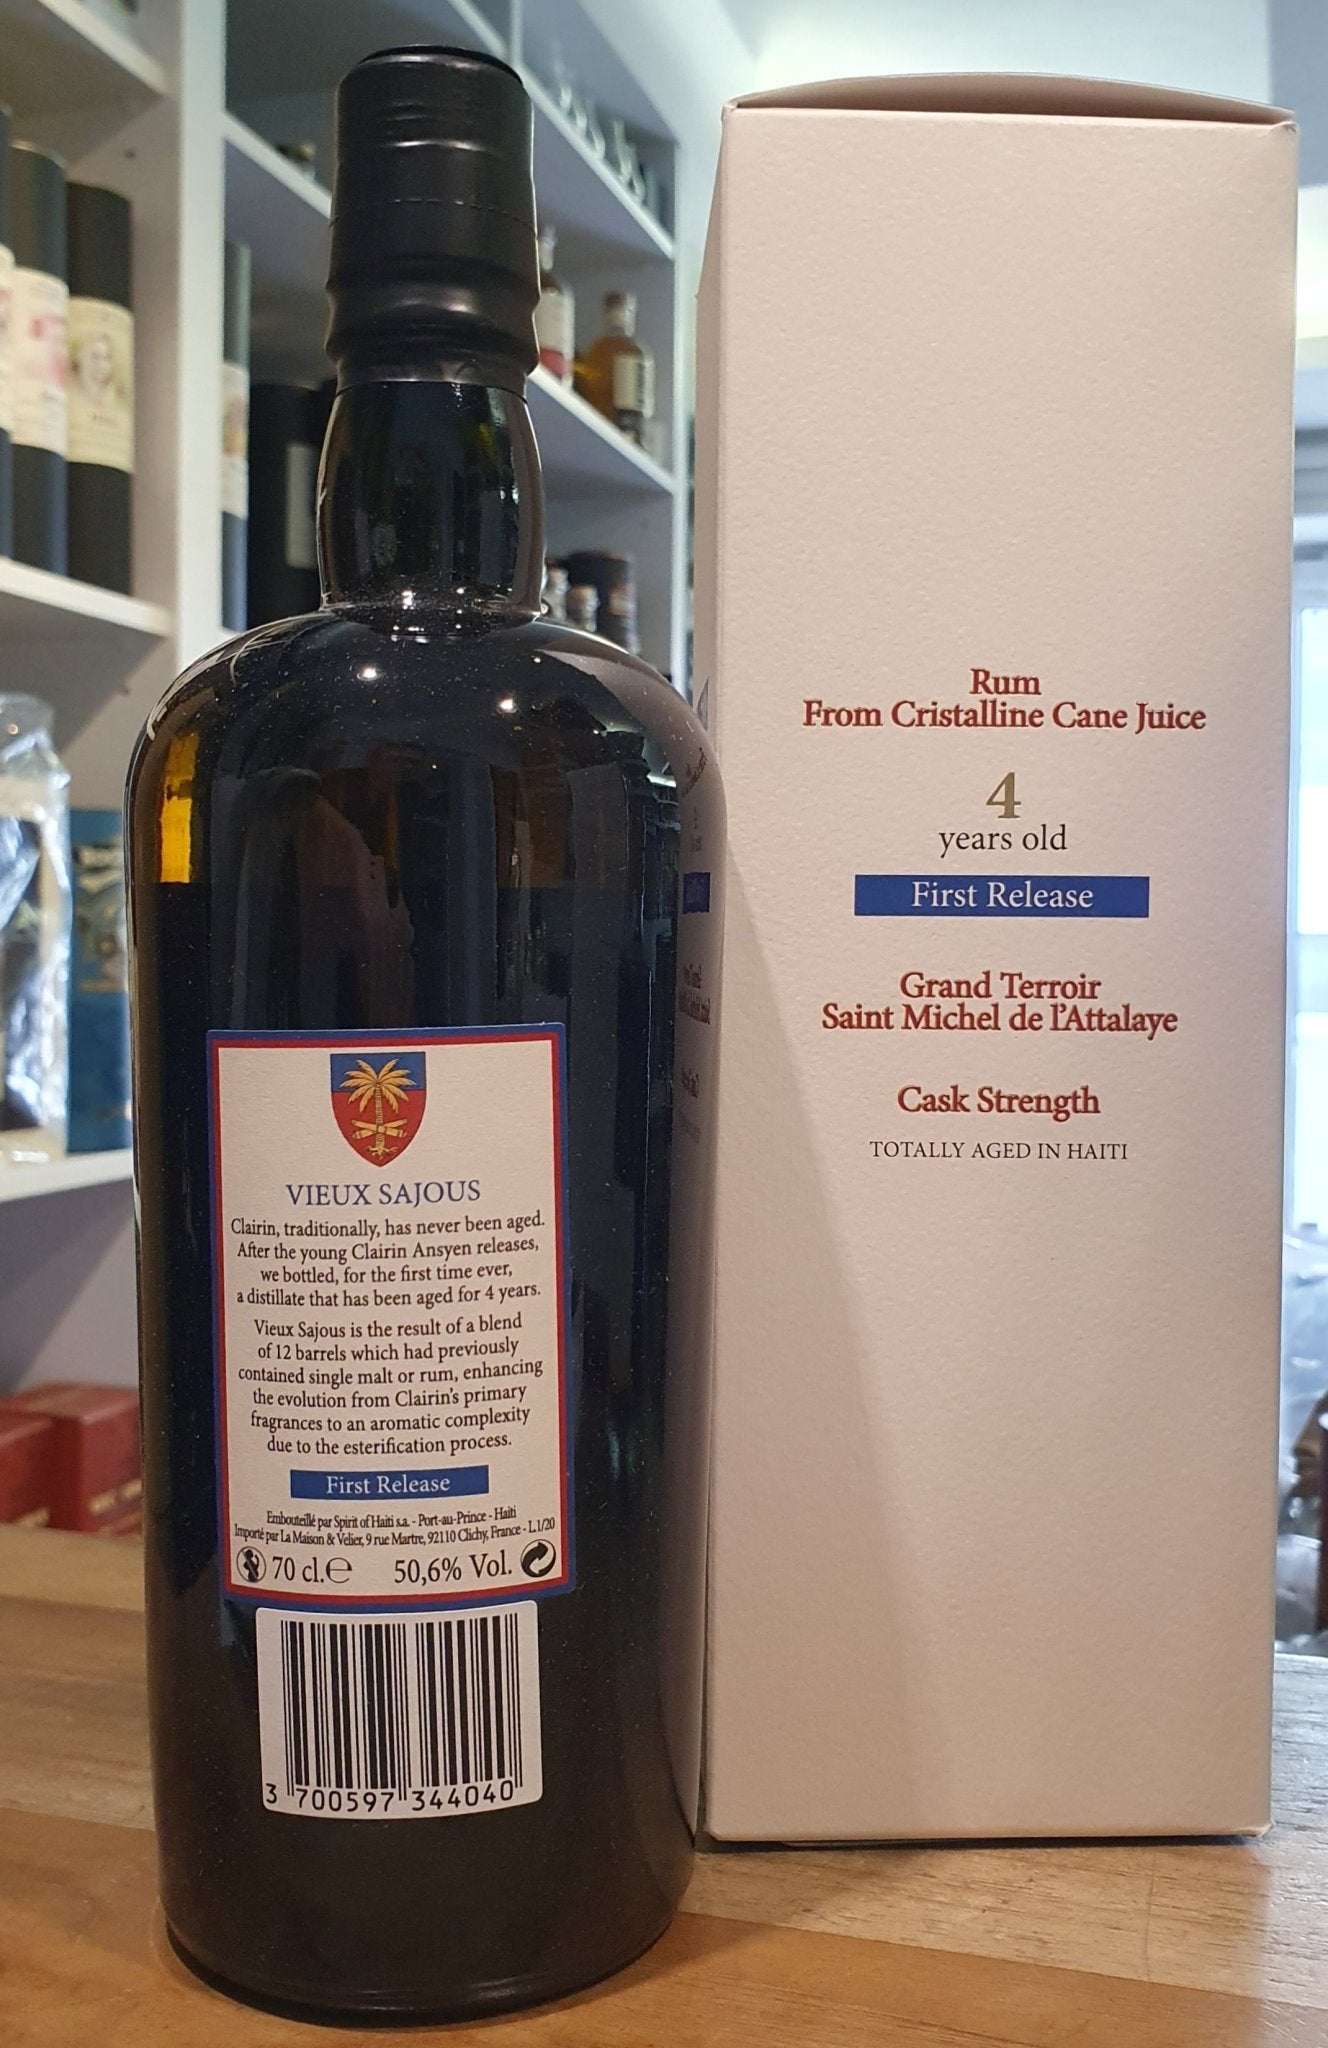 VIEUX SAJOUS
Clairin, traditionally, has never been aged.
After the young Clairin Ansyen releases,
we bottled, for the first time ever,
a distillate that has been aged for 4 years.
Vieux Sajous is the result of a blend
of 12 barrels which had previously
contained single malt or rum, enhancing
the evolution from Clairin's primary
fragrances to an aromatic complexity
due to the esterification process.
First Release
Embouteillé par Spirit of Haiti s.a. - Port-au-Prince - Haiti
Importé par La Maison & Velier, 9 rue Martre, 92110 Clichy, France - L.1/20
70 cl.℮ 50,6% Vol.
3 700597 344040
Rum
From Cristalline Cane Juice
4
years old
First Release
Grand Terroir
Saint Michel de l'Attalaye
Cask Strength
TOTALLY AGED IN HAITI